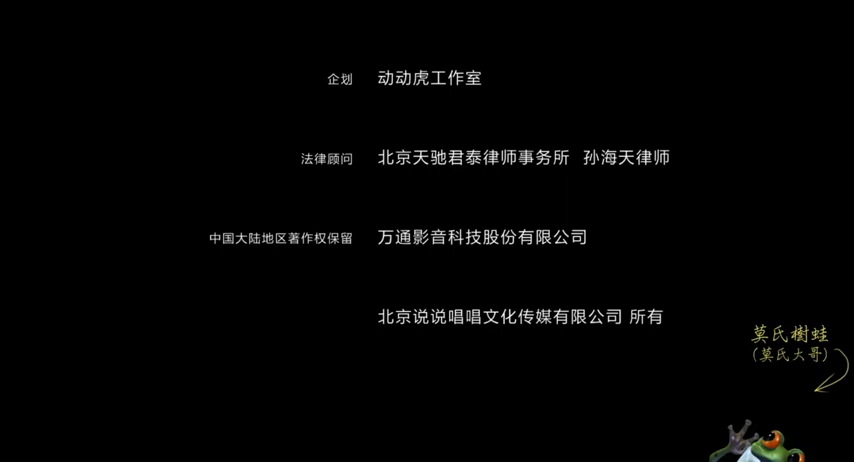 企划 动动虎工作室
法律顾问 北京天驰君泰律师事务所 孙海天律师
中国大陆地区著作权保留 万通影音科技股份有限公司
北京说说唱唱文化传媒有限公司 所有
莫氏樹蛙
(莫氏大哥)